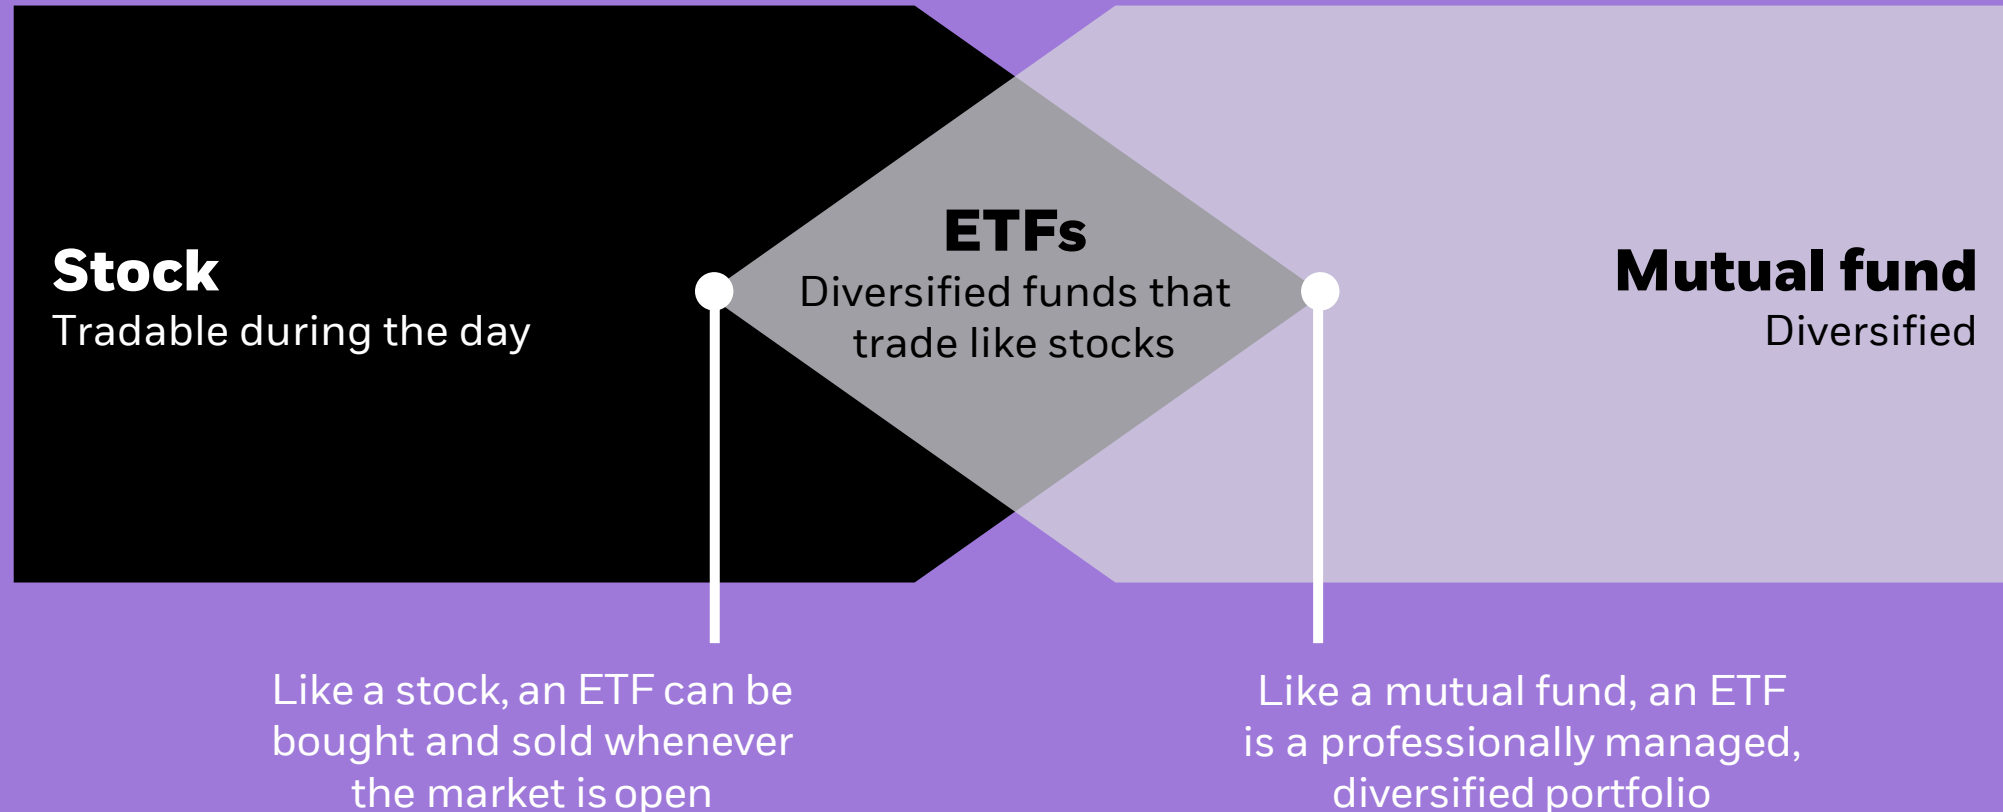 Stock
Tradable during the day
ETFs
Diversified funds that
trade like stocks
Mutual fund
Diversified
Like a stock, an ETF can be
bought and sold whenever
the market is open
Like a mutual fund, an ETF
is a professionally managed,
diversified portfolio